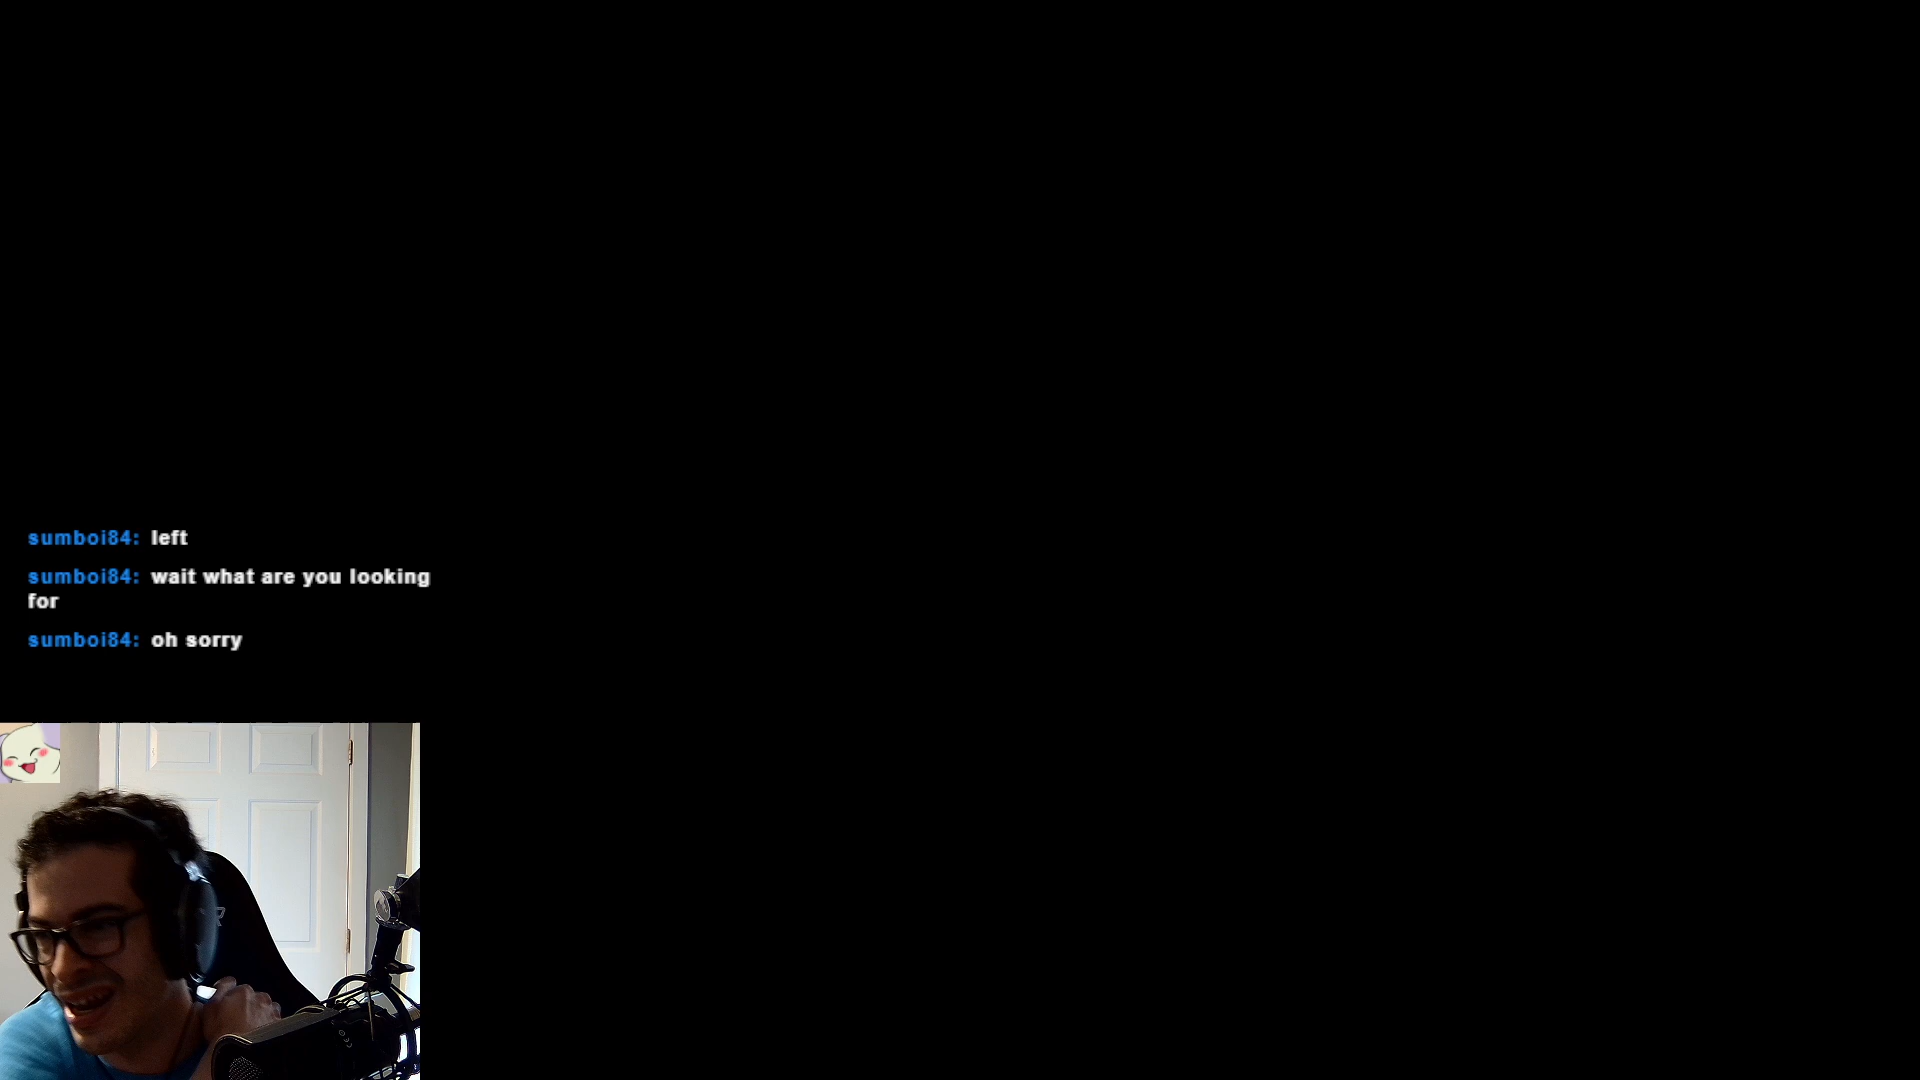 sumboi84: left
sumboi84: wait what are you looking
for
sumboi84: oh sorry